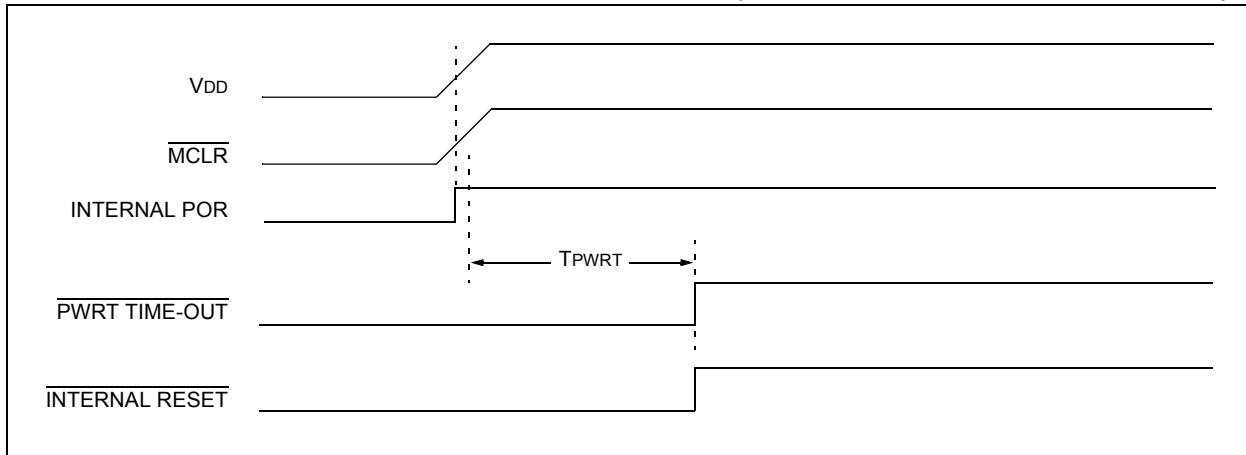 VDD
MCLR
INTERNAL POR
TPWRT
PWRT TIME-OUT
INTERNAL RESET